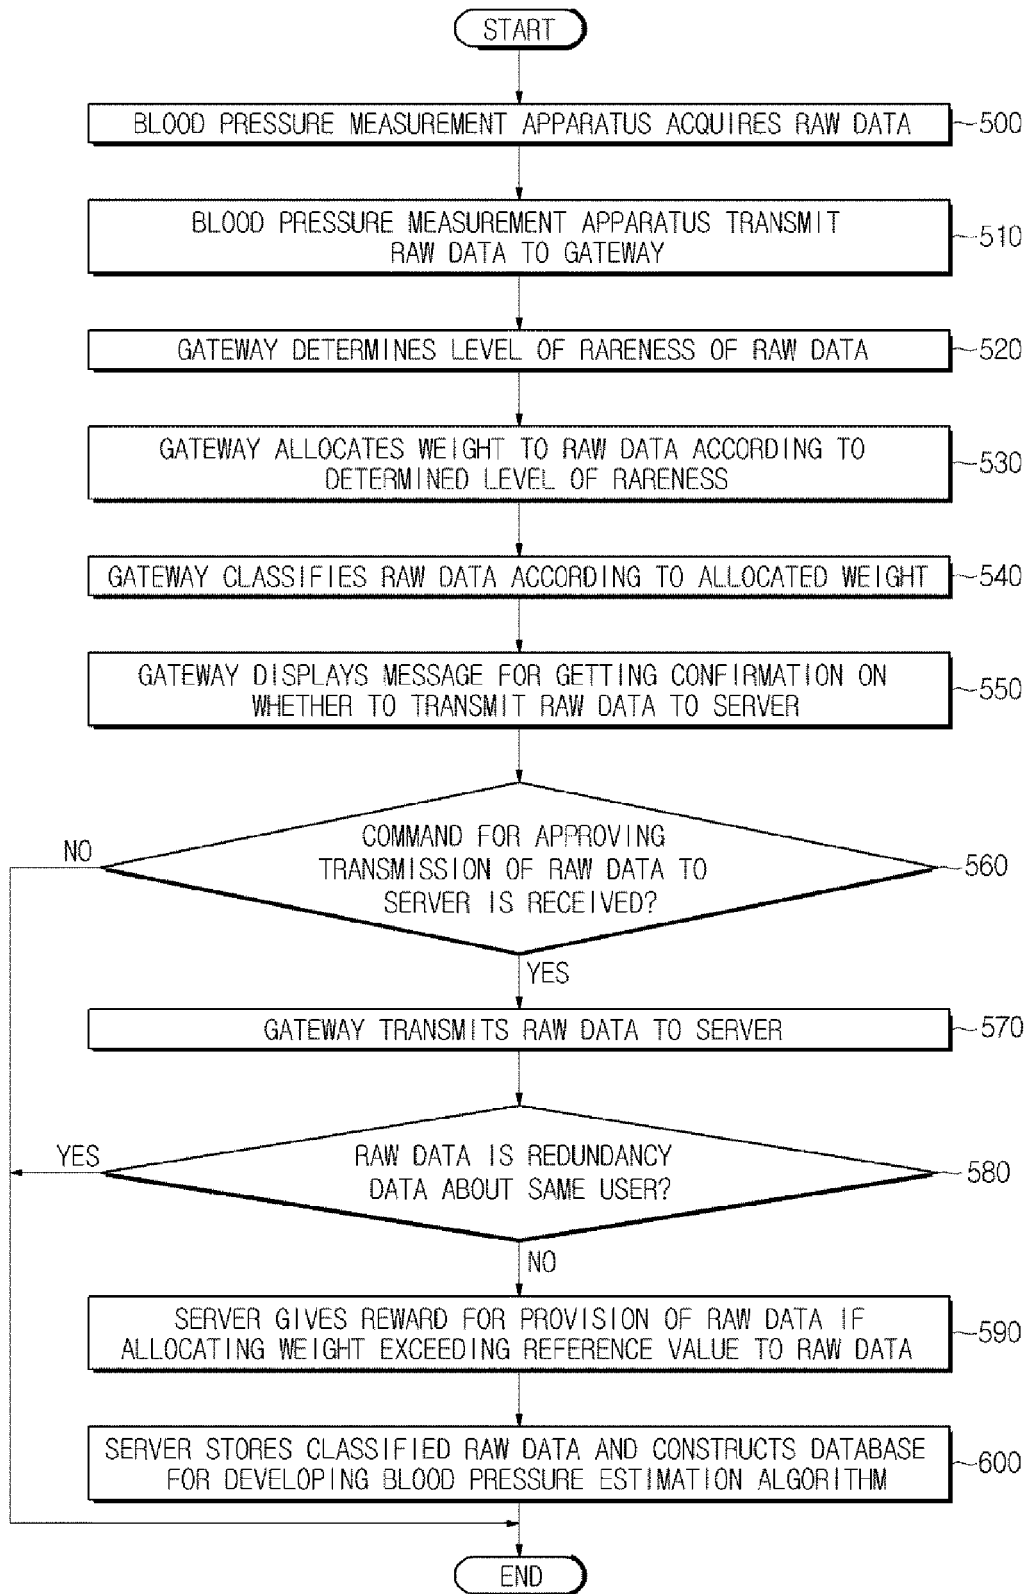 START
BLOOD PRESSURE MEASUREMENT APPARATUS ACQUIRES RAW DATA
500
BLOOD PRESSURE MEASUREMENT APPARATUS TRANSMIT
RAW DATA TO GATEWAY
510
GATEWAY DETERMINES LEVEL OF RARENESS OF RAW DATA
520
GATEWAY ALLOCATES WEIGHT TO RAW DATA ACCORDING TO
DETERMINED LEVEL OF RARENESS
530
GATEWAY CLASSIFIES RAW DATA ACCORDING TO ALLOCATED WEIGHT
540
GATEWAY DISPLAYS MESSAGE FOR GETTING CONFIRMATION ON
WHETHER TO TRANSMIT RAW DATA TO SERVER
550
COMMAND FOR APPROVING
TRANSMISSION OF RAW DATA TO
SERVER IS RECEIVED?
560
NO
YES
GATEWAY TRANSMITS RAW DATA TO SERVER
570
RAW DATA IS REDUNDANCY
DATA ABOUT SAME USER?
580
YES
NO
SERVER GIVES REWARD FOR PROVISION OF RAW DATA IF
ALLOCATING WEIGHT EXCEEDING REFERENCE VALUE TO RAW DATA
590
SERVER STORES CLASSIFIED RAW DATA AND CONSTRUCTS DATABASE
FOR DEVELOPING BLOOD PRESSURE ESTIMATION ALGORITHM
600
END